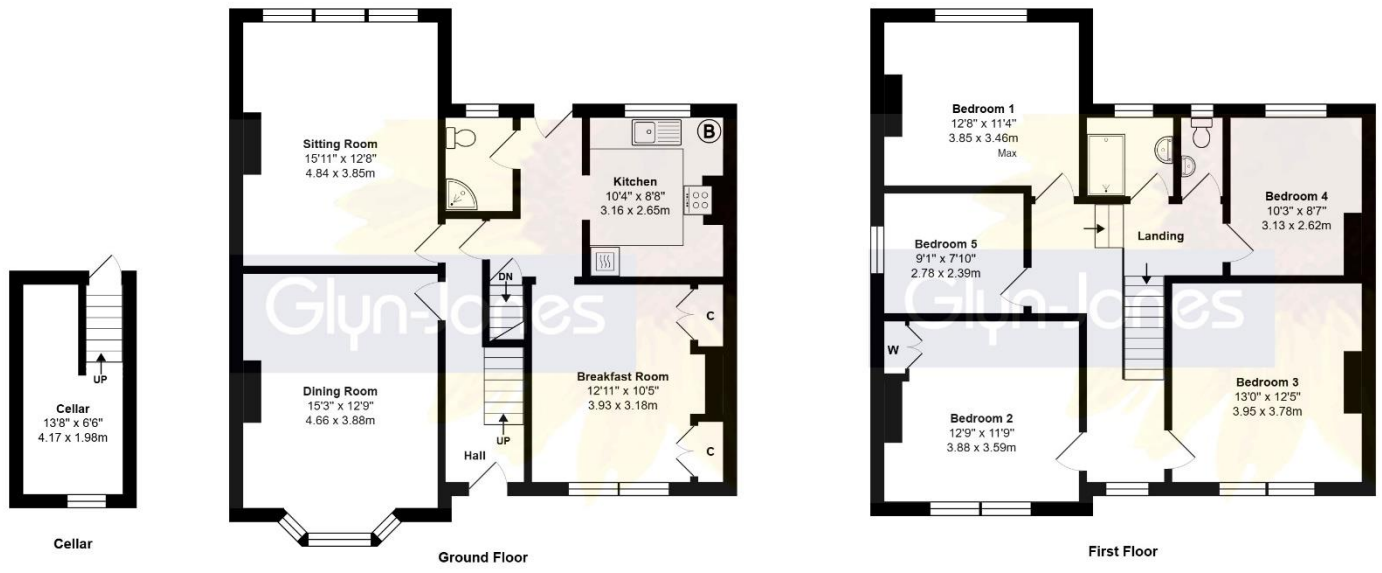 Cellar
13'8" x 6'6"
4.17 x 1.98m
UP
Cellar
Sitting Room
15'11" x 12'8"
4.84 x 3.85m
Kitchen
10'4" x 8'8"
3.16 x 2.65m
B
DN
Dining Room
15'3" x 12'9"
4.66 x 3.88m
Breakfast Room
12'11" x 10'5"
3.93 x 3.18m
C
C
UP
Hall
Glyn-Jones
Ground Floor
Bedroom 1
12'8" x 11'4"
3.85 x 3.46m
Max
Bedroom 4
10'3" x 8'7"
3.13 x 2.62m
Landing
Bedroom 5
9'1" x 7'10"
2.78 x 2.39m
Glyn-Jones
W
Bedroom 2
12'9" x 11'9"
3.88 x 3.59m
Bedroom 3
13'0" x 12'5"
3.95 x 3.78m
First Floor